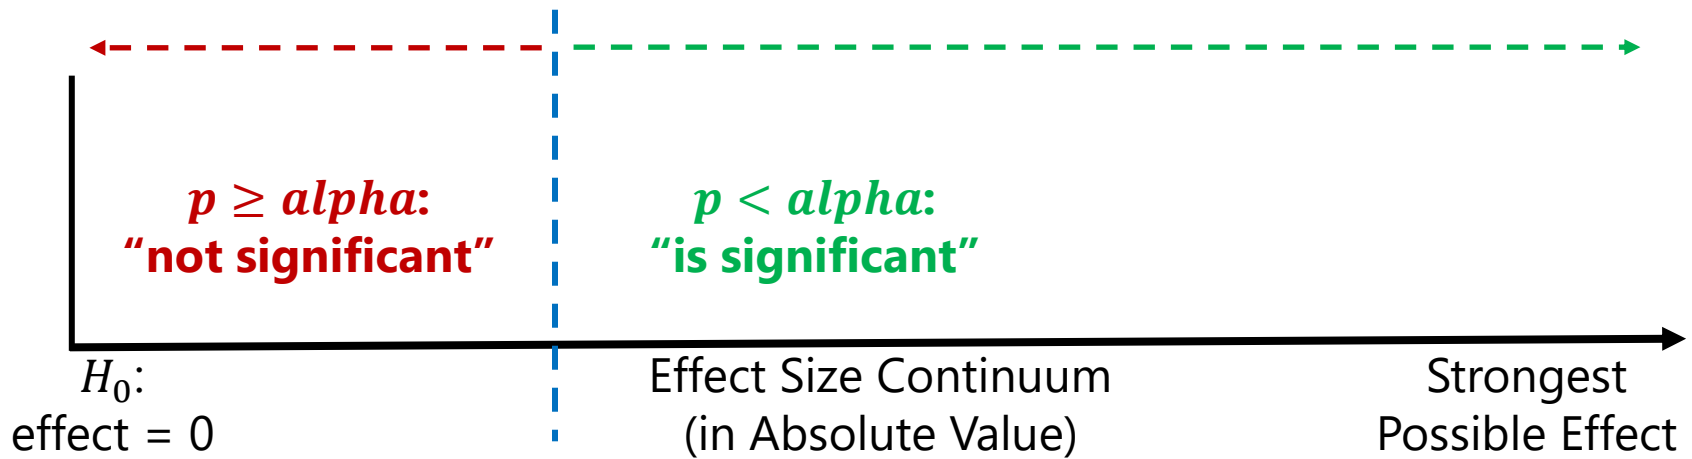 p ≥ alpha:
“not significant”
p < alpha:
“is significant”
H₀:
effect = 0
Effect Size Continuum
(in Absolute Value)
Strongest
Possible Effect